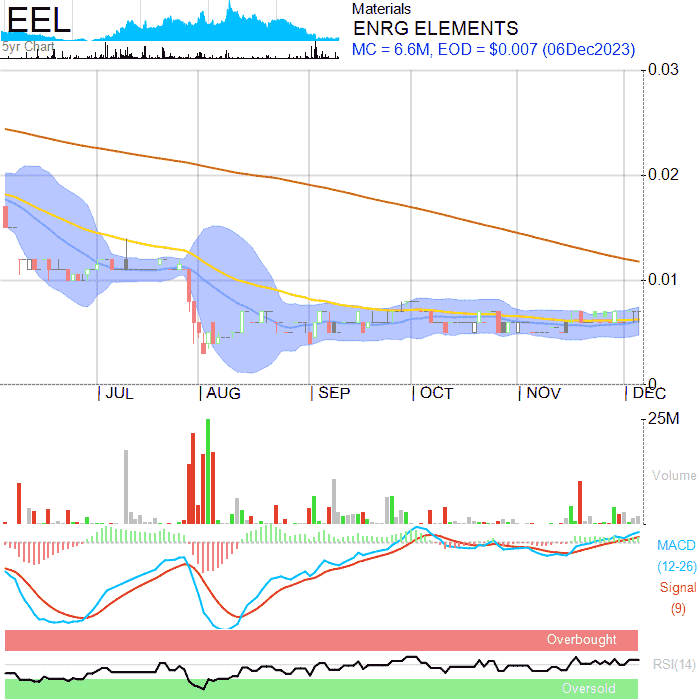 EEL
5yr Chart
Materials
ENRG ELEMENTS
MC = 6.6M, EOD = $0.007 (06Dec2023)
0.03
0.02
0.01
0
JUL
AUG
SEP
OCT
NOV
DEC
25M
Volume
MACD
(12-26)
Signal
(9)
Overbought
RSI(14)
Oversold